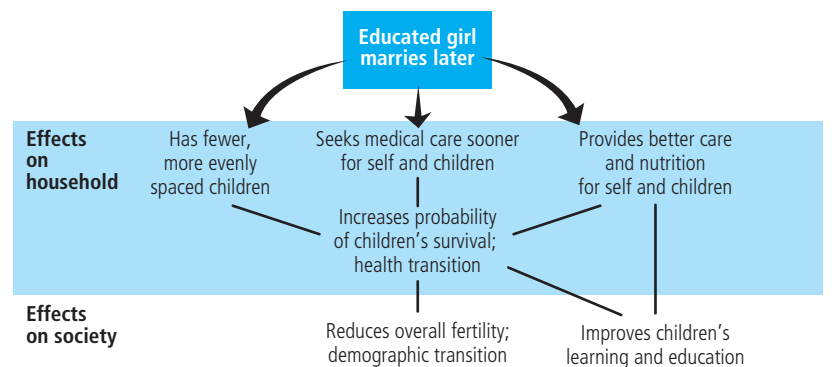 Educated girl
marries later
Effects
on
household
Has fewer,
more evenly
spaced children
Seeks medical care sooner
for self and children
Provides better care
and nutrition
for self and children
Increases probability
of children’s survival;
health transition
Effects
on society
Reduces overall fertility;
demographic transition
Improves children’s
learning and education